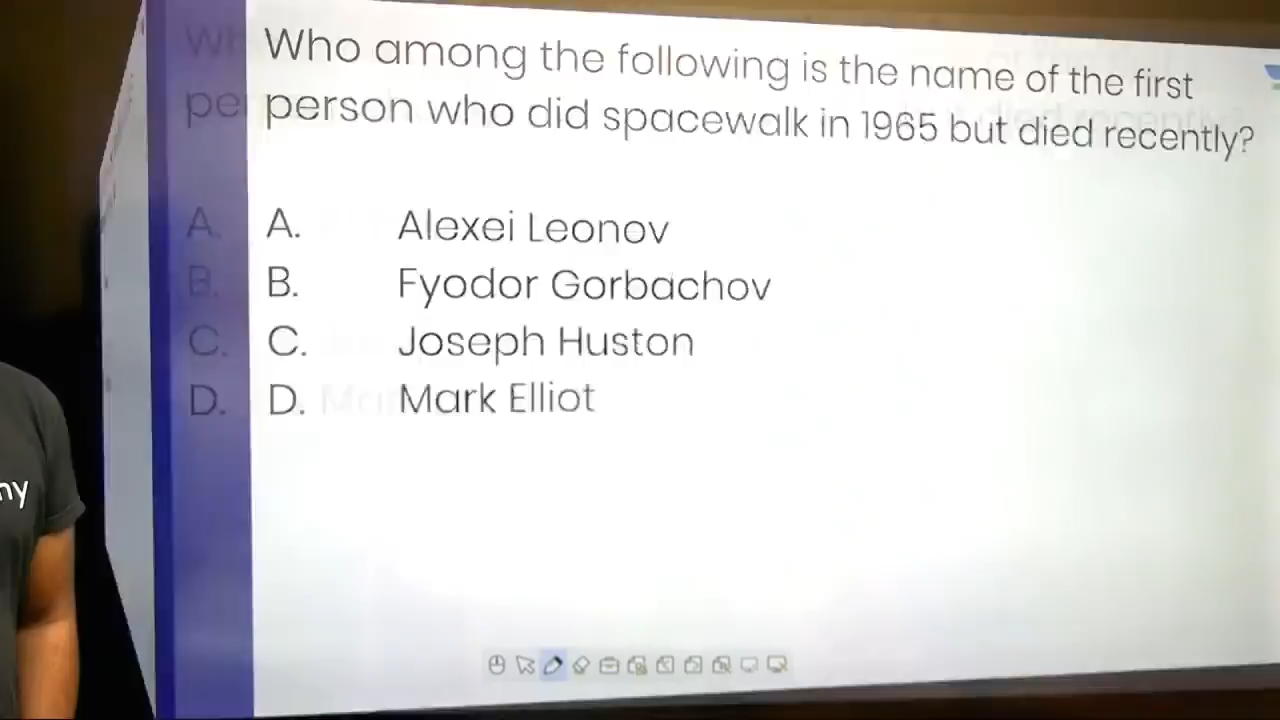 Who among the following is the name of the first
person who did spacewalk in 1965 but died recently?
A. Alexei Leonov
B. Fyodor Gorbachov
C. Joseph Huston
D. Mark Elliot
ny